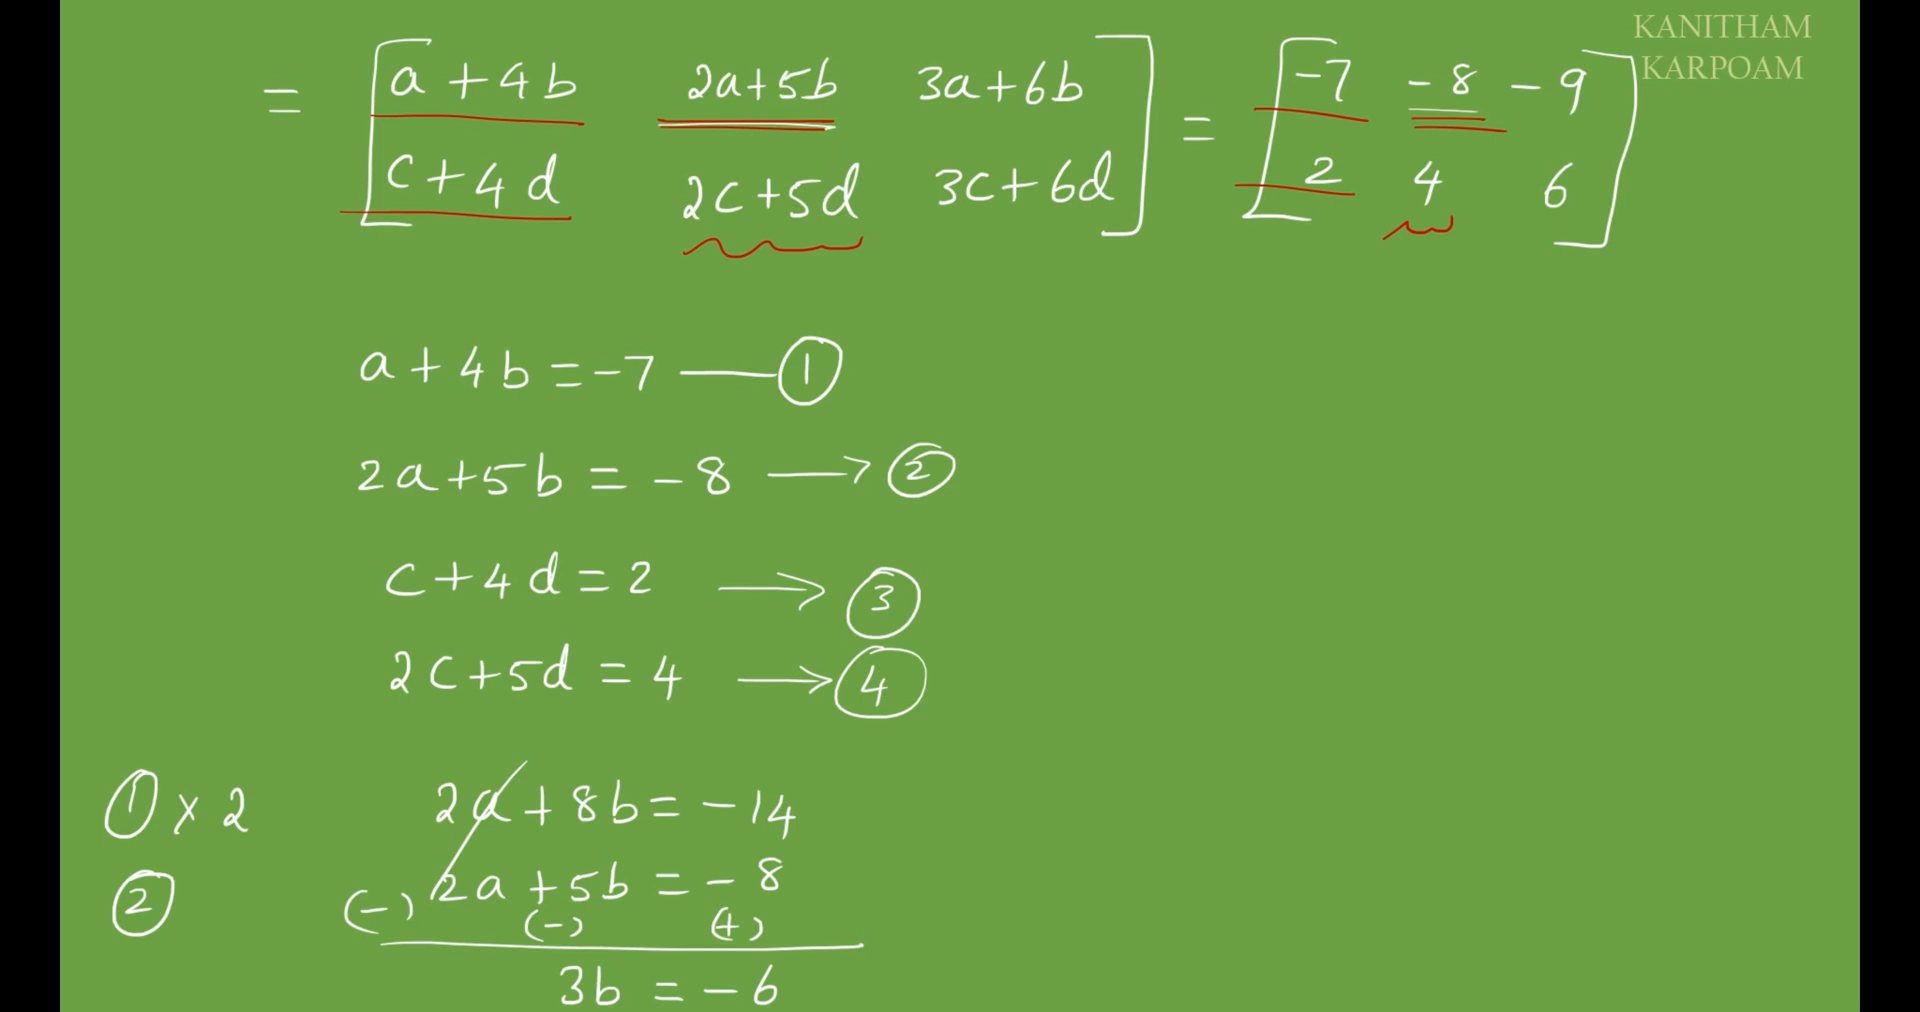 KANITHAM
KARPOAM
= [a + 4b 2a+5b 3a+6b] = [-7 -8 -9]
[c + 4d 2c+5d 3c+6d] [2 4 6]
a + 4b = -7 —— ①
2a+5b = -8 → ②
c + 4d = 2 → ③
2c+5d = 4 → ④
① x 2 2a + 8b = -14
② (-) 2a + 5b = -8
(-) (+)
3b = -6